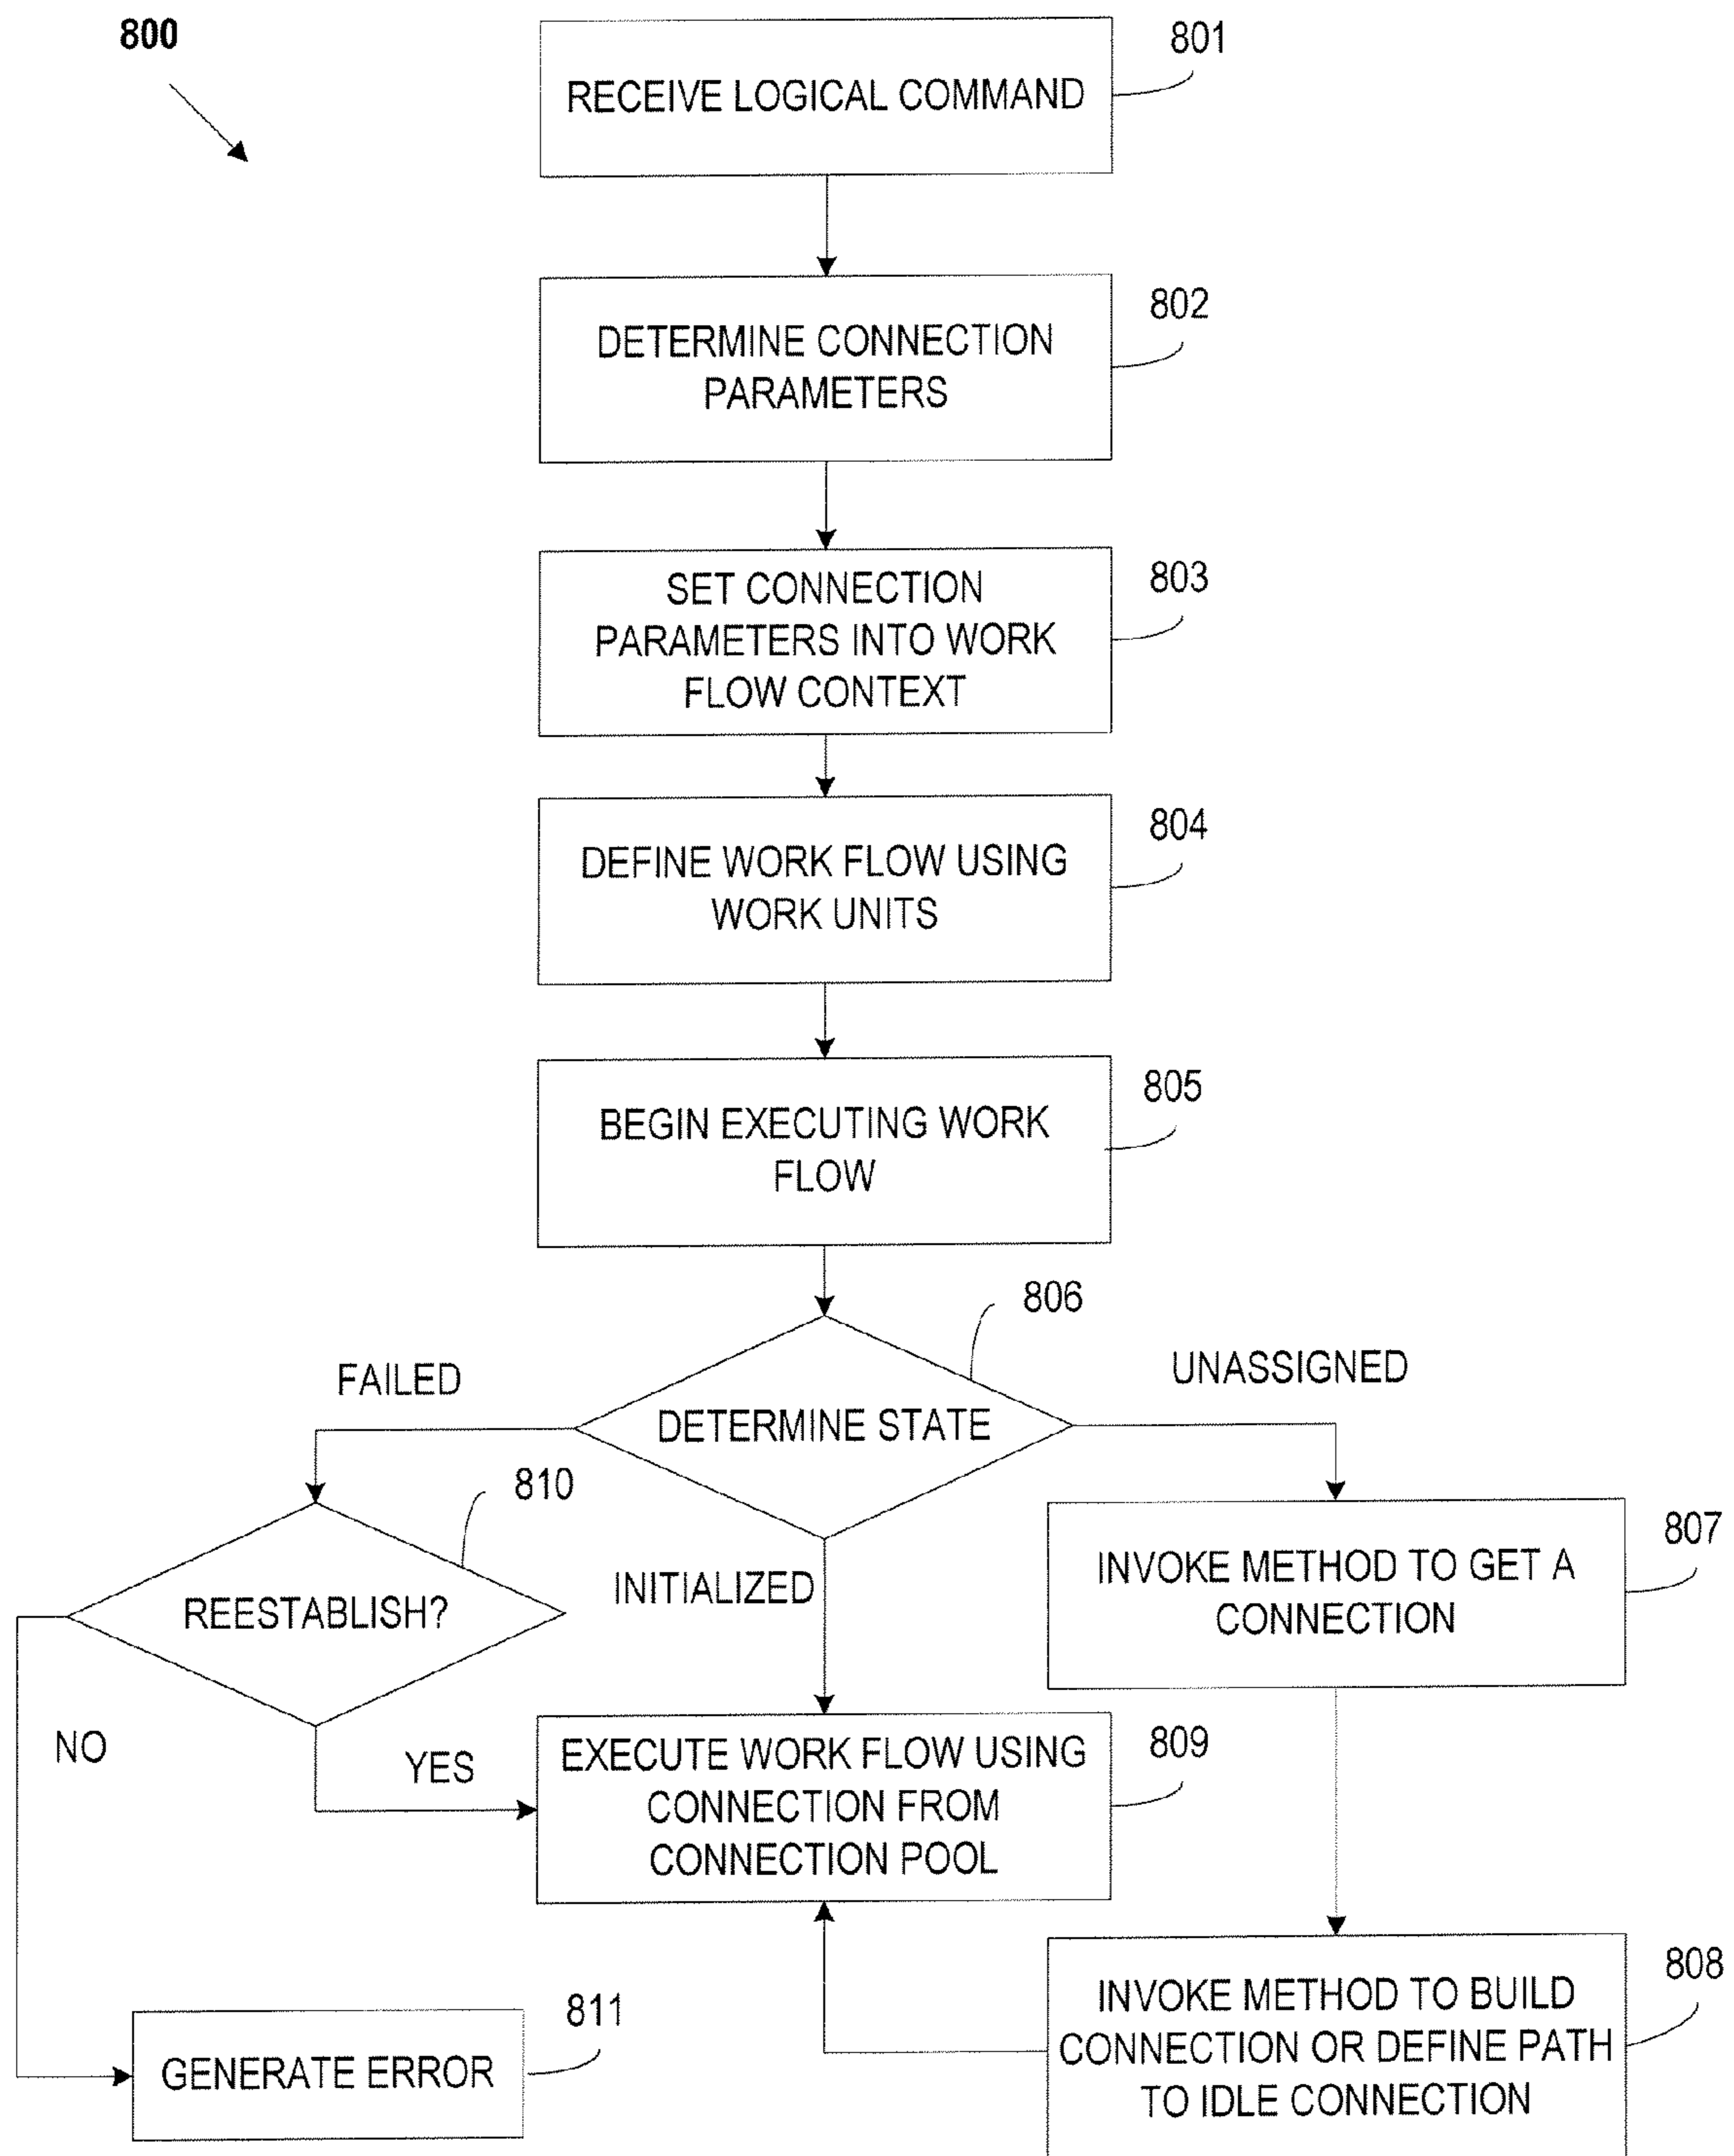 800
801
RECEIVE LOGICAL COMMAND
802
DETERMINE CONNECTION
PARAMETERS
803
SET CONNECTION
PARAMETERS INTO WORK
FLOW CONTEXT
804
DEFINE WORK FLOW USING
WORK UNITS
805
BEGIN EXECUTING WORK
FLOW
806
FAILED
UNASSIGNED
DETERMINE STATE
810
807
INVOKE METHOD TO GET A
CONNECTION
INITIALIZED
REESTABLISH?
NO
YES
809
EXECUTE WORK FLOW USING
CONNECTION FROM
CONNECTION POOL
808
INVOKE METHOD TO BUILD
CONNECTION OR DEFINE PATH
TO IDLE CONNECTION
811
GENERATE ERROR